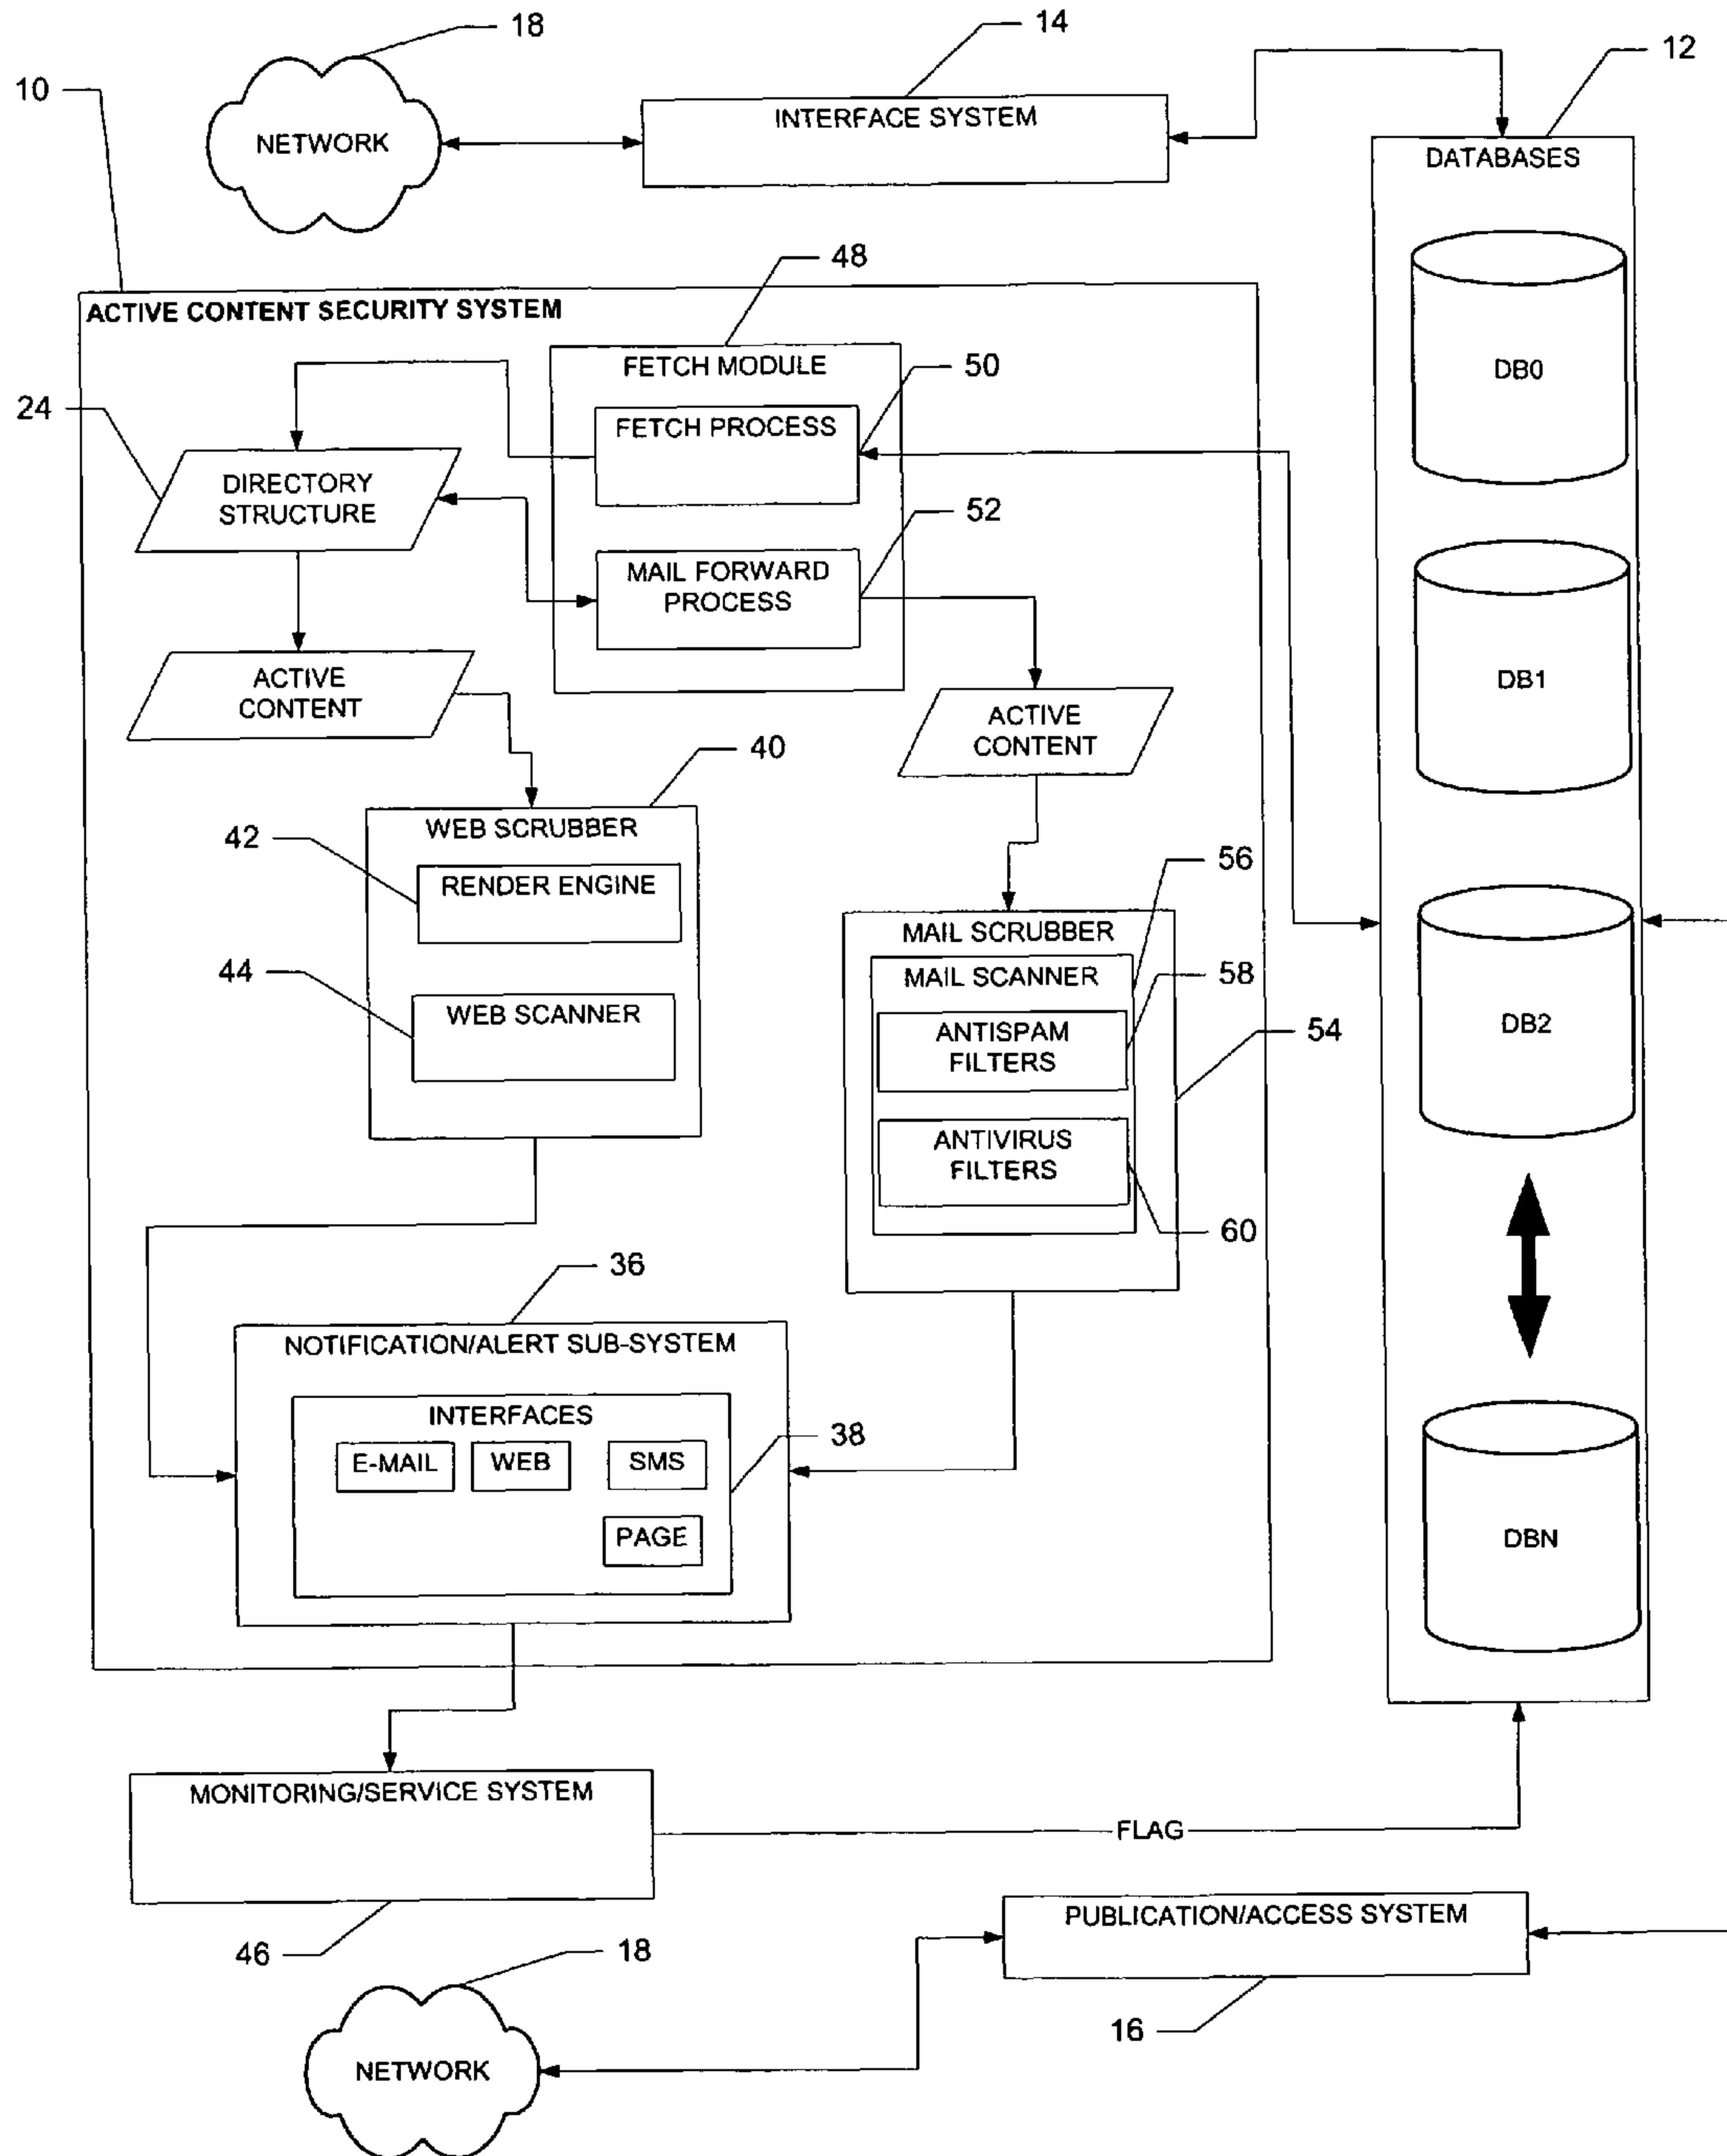 18
14
12
10
NETWORK
INTERFACE SYSTEM
DATABASES
48
ACTIVE CONTENT SECURITY SYSTEM
FETCH MODULE
50
DB0
24
FETCH PROCESS
DIRECTORY
STRUCTURE
52
MAIL FORWARD
PROCESS
DB1
ACTIVE
CONTENT
ACTIVE
CONTENT
40
WEB SCRUBBER
42
RENDER ENGINE
56
MAIL SCRUBBER
44
MAIL SCANNER
58
WEB SCANNER
ANTISPAM
FILTERS
54
DB2
ANTIVIRUS
FILTERS
60
36
NOTIFICATION/ALERT SUB-SYSTEM
INTERFACES
38
E-MAIL
WEB
SMS
PAGE
DBN
MONITORING/SERVICE SYSTEM
FLAG
PUBLICATION/ACCESS SYSTEM
46
18
16
NETWORK